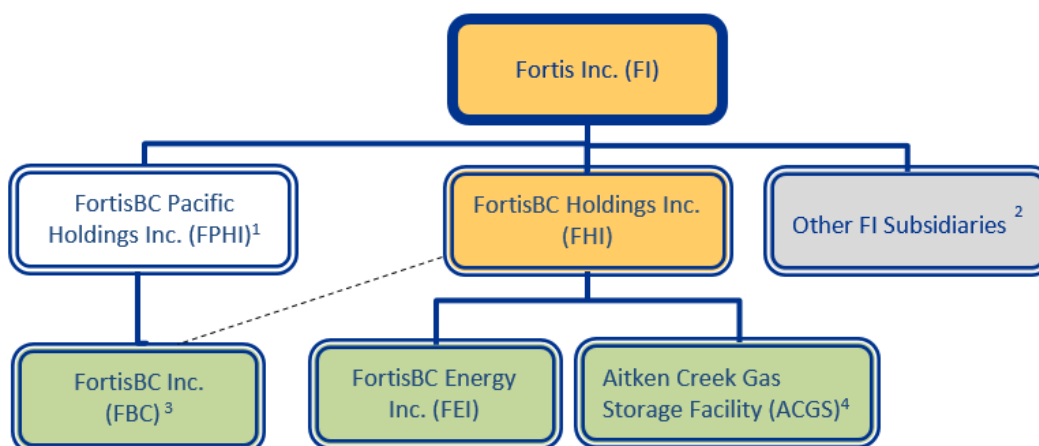 Fortis Inc. (FI)
FortisBC Pacific
Holdings Inc. (FPHI)1
FortisBC Holdings Inc.
(FHI)
Other FI Subsidiaries 2
FortisBC Inc.
(FBC) 3
FortisBC Energy
Inc. (FEI)
Aitken Creek Gas
Storage Facility (ACGS)4